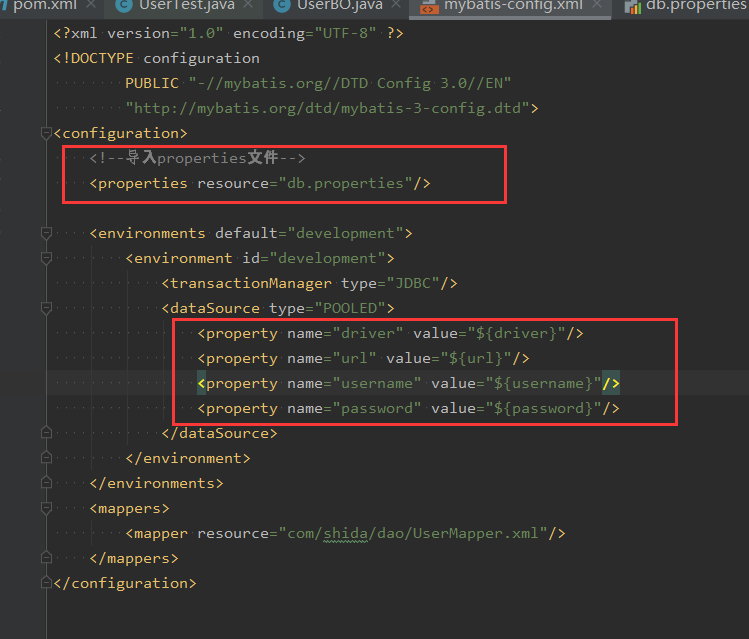 pom.xml × UserTest.java × UserBO.java × mybatis-config.xml × db.properties
<?xml version="1.0" encoding="UTF-8" ?>
<!DOCTYPE configuration
        PUBLIC "-//mybatis.org//DTD Config 3.0//EN"
        "http://mybatis.org/dtd/mybatis-3-config.dtd">
<configuration>
    <!--导入properties文件-->
    <properties resource="db.properties"/>
    <environments default="development">
        <environment id="development">
            <transactionManager type="JDBC"/>
            <dataSource type="POOLED">
                <property name="driver" value="${driver}"/>
                <property name="url" value="${url}"/>
                <property name="username" value="${username}"/>
                <property name="password" value="${password}"/>
            </dataSource>
        </environment>
    </environments>
    <mappers>
        <mapper resource="com/shida/dao/UserMapper.xml"/>
    </mappers>
</configuration>